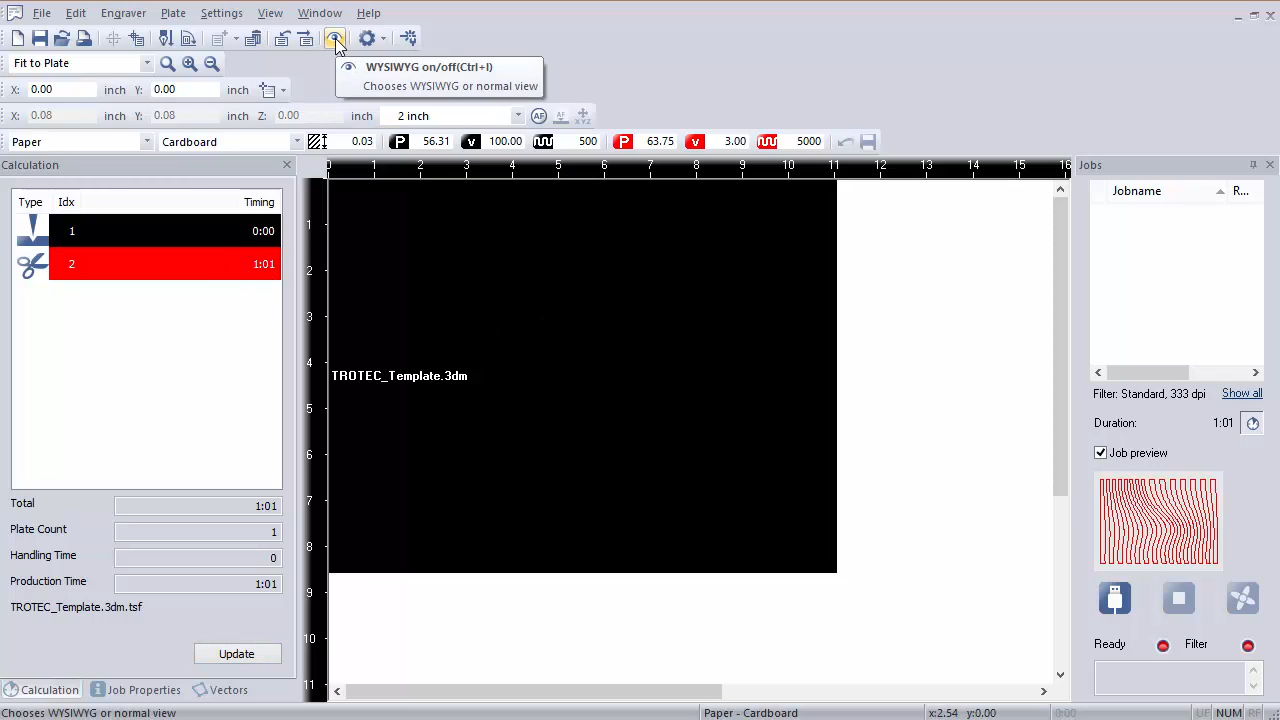 File Edit Engraver Plate Settings View Window Help
Fit to Plate
WYSIWYG on/off(Ctrl+I)
Chooses WYSIWYG or normal view
X: 0.00 inch Y: 0.00 inch
X: 0.08 inch Y: 0.08 inch Z: 0.00 inch 2 inch AF AF XYZ
Paper Cardboard 0.03 P 56.31 v 100.00 500 P 63.75 v 3.00 5000
Calculation
Type Idx Timing
1 0:00
2 1:01
Total 1:01
Plate Count 1
Handling Time 0
Production Time 1:01
TROTEC_Template.3dm.tsf
Update
Calculation Job Properties Vectors
0 1 2 3 4 5 6 7 8 9 10 11 12 13 14 15 16
1
2
3
4
5
6
7
8
9
10
11
TROTEC_Template.3dm
Jobs
Jobname R...
Filter: Standard, 333 dpi Show all
Duration: 1:01
Job preview
Ready Filter
Chooses WYSIWYG or normal view Paper - Cardboard x:2.54 y:0.00 0:00 UF NUM RF